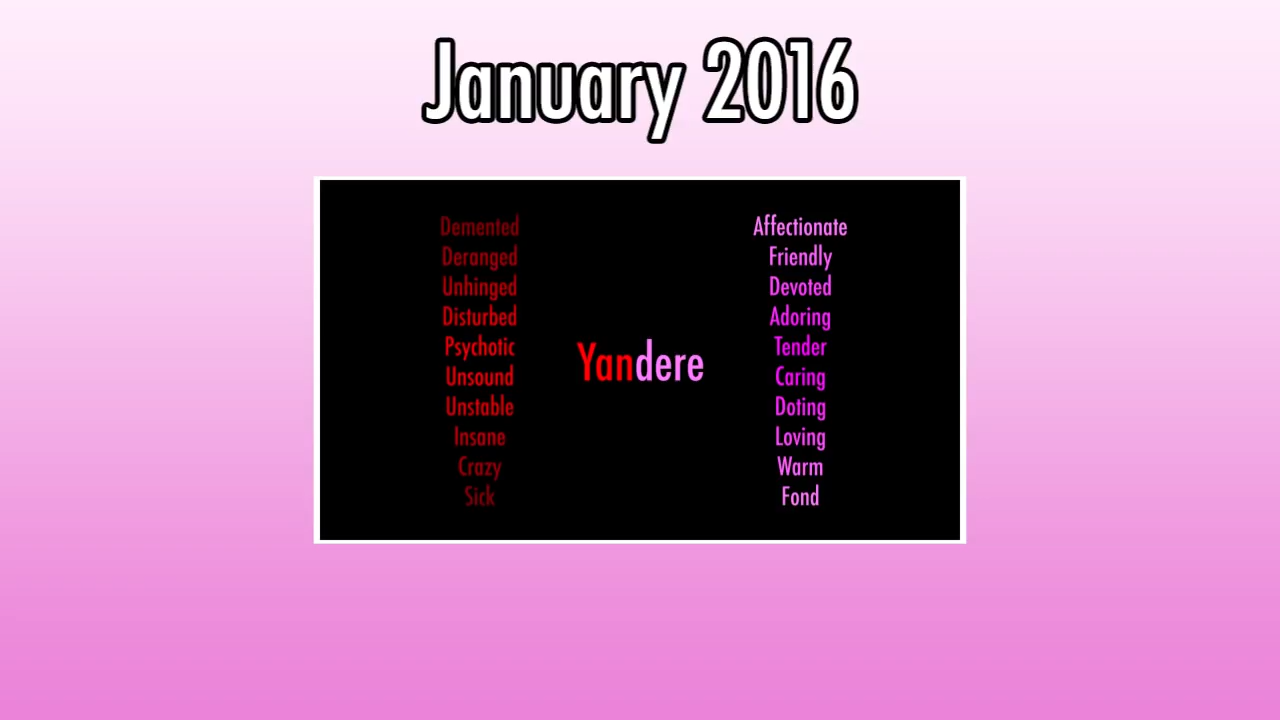 January 2016
Demented
Deranged
Unhinged
Disturbed
Psychotic
Unsound
Unstable
Insane
Crazy
Sick
Yandere
Affectionate
Friendly
Devoted
Adoring
Tender
Caring
Doting
Loving
Warm
Fond